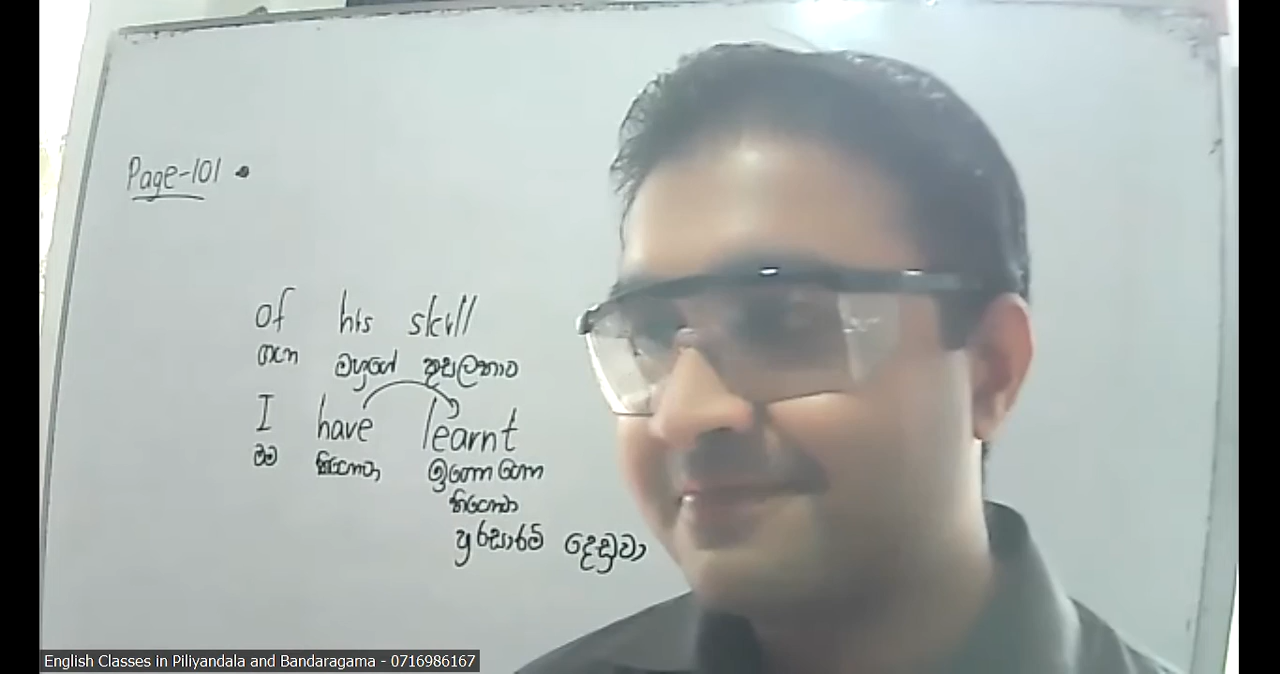 Page-101
of his skill
ගැන ඔහුගේ කුසලතාව
I have learnt
මම තියෙනවා ඉගෙන ගෙන
තියෙනවා
පුරසාරම් දෙඩුවා
English Classes in Piliyandala and Bandaragama - 0716986167